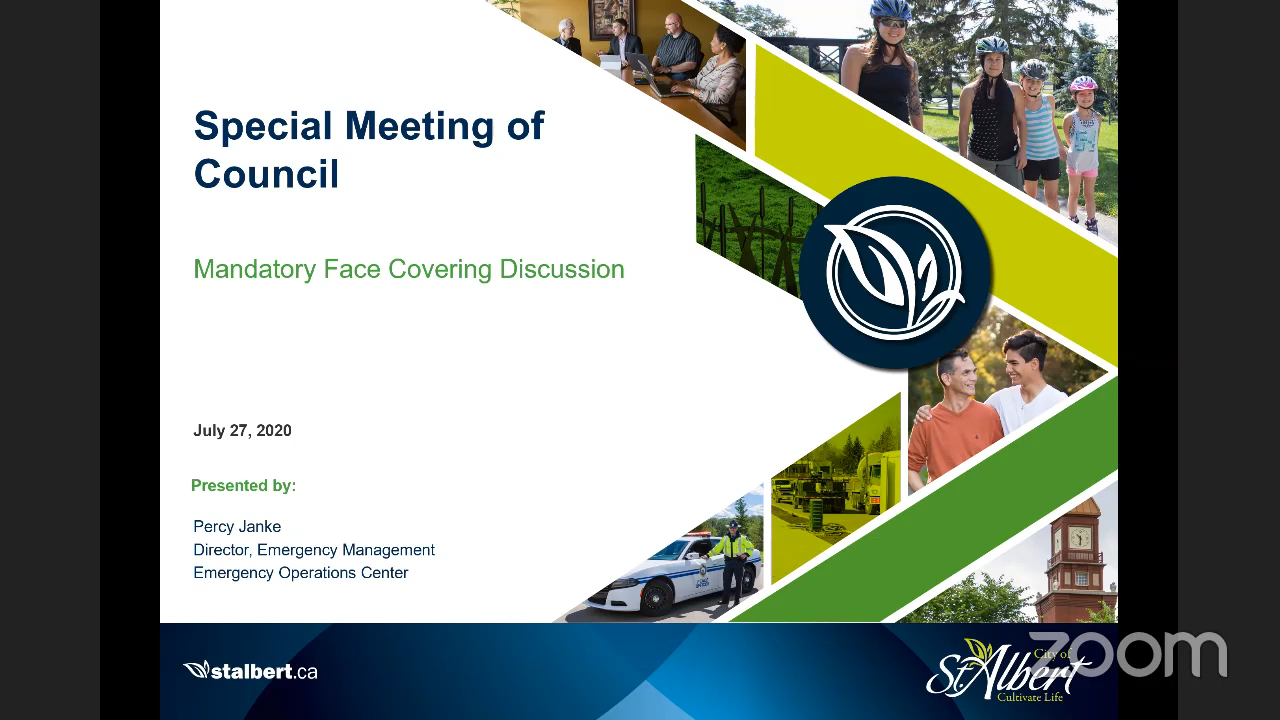 Special Meeting of
Council
Mandatory Face Covering Discussion
July 27, 2020
Presented by:
Percy Janke
Director, Emergency Management
Emergency Operations Center
stalbert.ca
City of
St. Albert
Cultivate Life
zoom